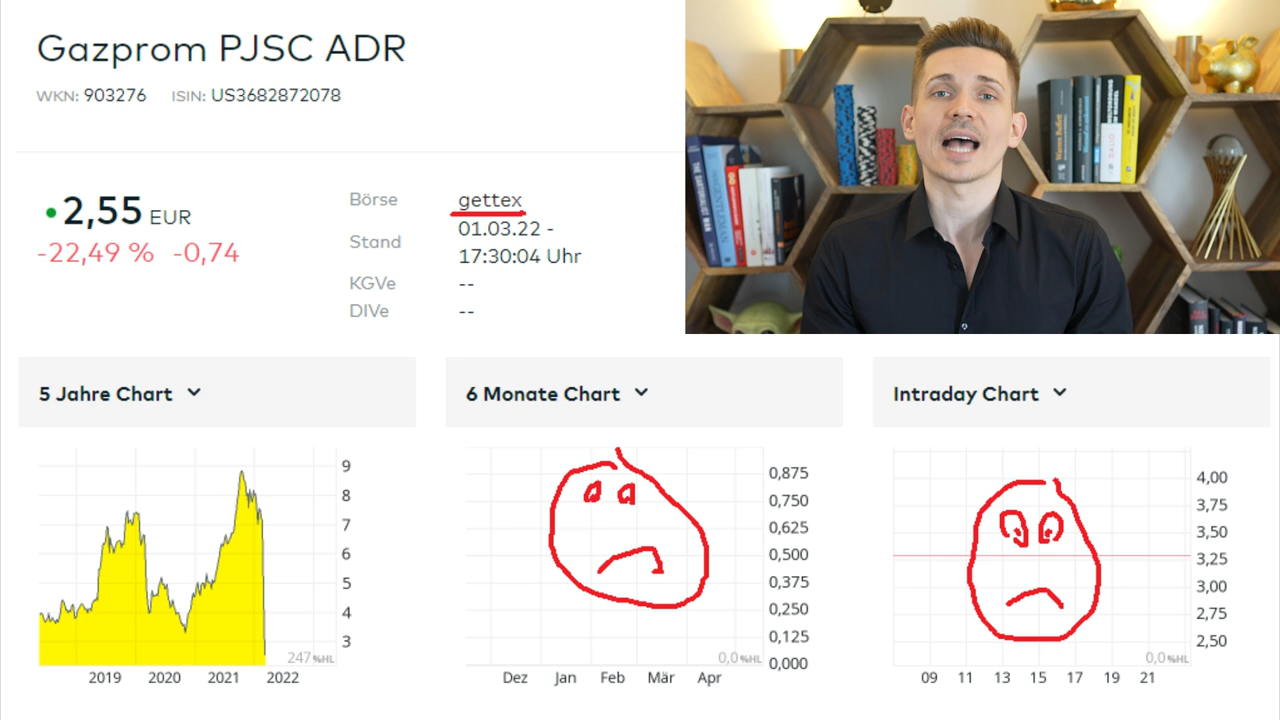 Gazprom PJSC ADR
WKN: 903276 ISIN: US3682872078
2,55 EUR
-22,49 % -0,74
Börse gettex
Stand 01.03.22 -
17:30:04 Uhr
KGVe --
DIVe --
5 Jahre Chart
9
8
7
6
5
4
3
247 %HL
2019 2020 2021 2022
6 Monate Chart
0,875
0,750
0,625
0,500
0,375
0,250
0,125
0,000
0,0 %HL
Dez Jan Feb Mär Apr
Intraday Chart
4,00
3,75
3,50
3,25
3,00
2,75
2,50
0,0 %HL
09 11 13 15 17 19 21
GENTLEMAN
Warren Buffett
DALIO